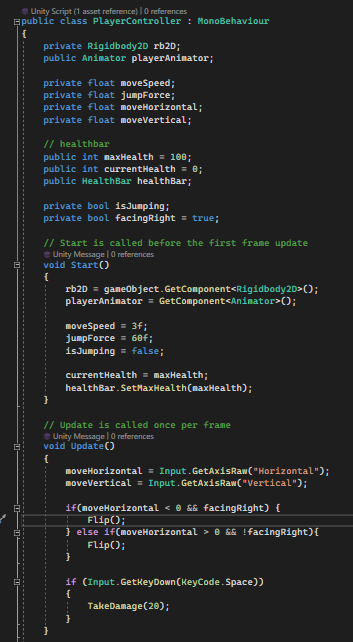 Unity Script (1 asset reference) | 0 references
public class PlayerController : MonoBehaviour
{
private Rigidbody2D rb2D;
public Animator playerAnimator;
private float moveSpeed;
private float jumpForce;
private float moveHorizontal;
private float moveVertical;
// healthbar
public int maxHealth = 100;
public int currentHealth = 0;
public HealthBar healthBar;
private bool isJumping;
private bool facingRight = true;
// Start is called before the first frame update
Unity Message | 0 references
void Start()
{
rb2D = gameObject.GetComponent<Rigidbody2D>();
playerAnimator = GetComponent<Animator>();
moveSpeed = 3f;
jumpForce = 60f;
isJumping = false;
currentHealth = maxHealth;
healthBar.SetMaxHealth(maxHealth);
}
// Update is called once per frame
Unity Message | 0 references
void Update()
{
moveHorizontal = Input.GetAxisRaw("Horizontal");
moveVertical = Input.GetAxisRaw("Vertical");
if(moveHorizontal < 0 && facingRight) {
Flip();
} else if(moveHorizontal > 0 && !facingRight){
Flip();
}
if (Input.GetKeyDown(KeyCode.Space))
{
TakeDamage(20);
}